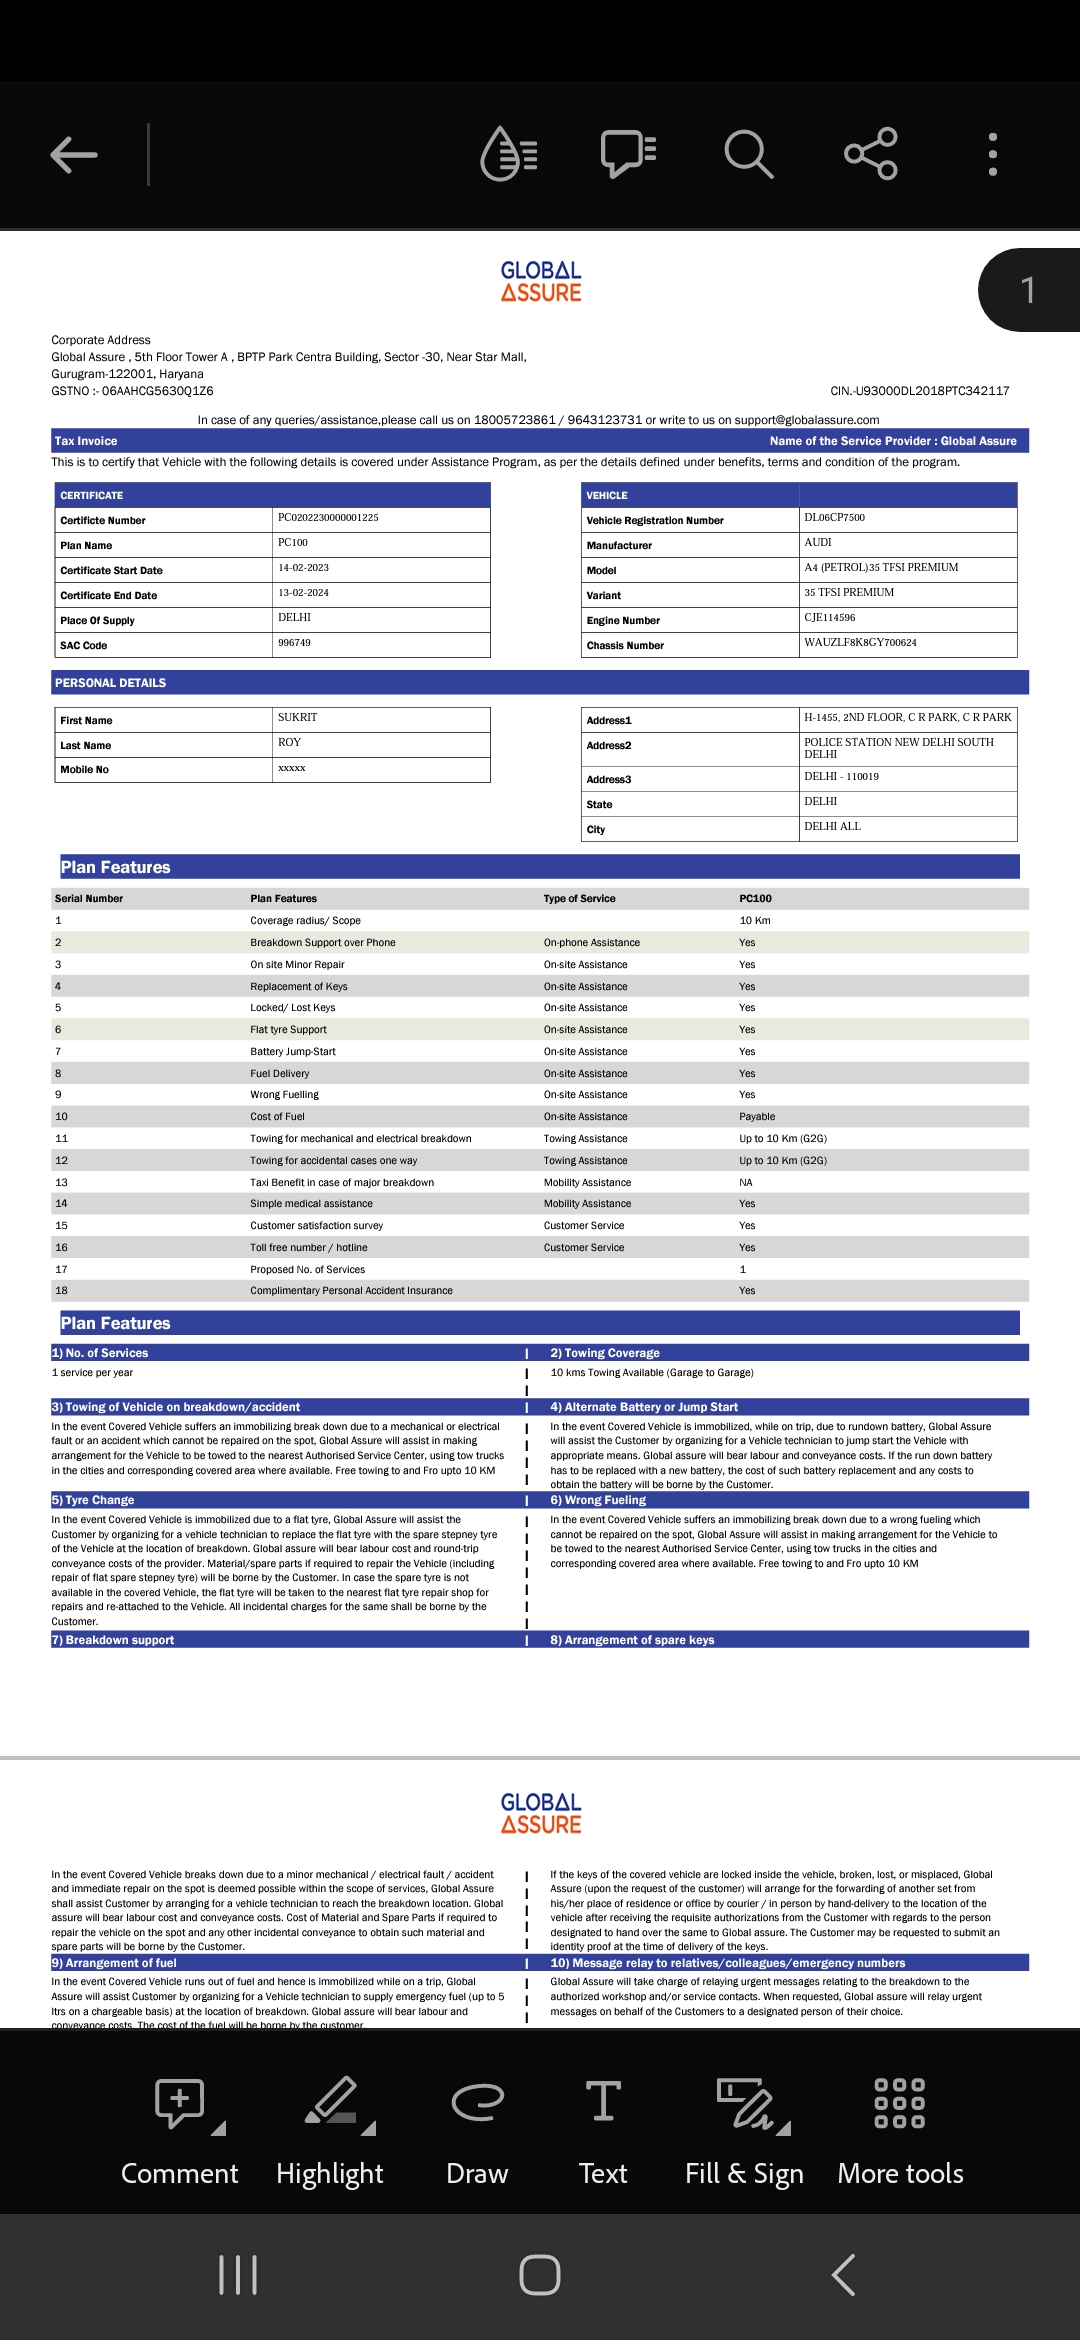 1
GLOBAL
ASSURE
Corporate Address
Global Assure , 5th Floor Tower A , BPTP Park Centra Building, Sector -30, Near Star Mall,
Gurugram-122001, Haryana
GSTNO :- 06AAHCG5630Q1Z6 CIN.-U93000DL2018PTC342117
In case of any queries/assistance,please call us on 18005723861 / 9643123731 or write to us on support@globalassure.com
Tax Invoice Name of the Service Provider : Global Assure
This is to certify that Vehicle with the following details is covered under Assistance Program, as per the details defined under benefits, terms and condition of the program.
CERTIFICATE
Certificte Number PC0202230000001225
Plan Name PC100
Certificate Start Date 14-02-2023
Certificate End Date 13-02-2024
Place Of Supply DELHI
SAC Code 996749
VEHICLE
Vehicle Registration Number DL06CP7500
Manufacturer AUDI
Model A4 (PETROL)35 TFSI PREMIUM
Variant 35 TFSI PREMIUM
Engine Number CJE114596
Chassis Number WAUZLF8K8GY700624
PERSONAL DETAILS
First Name SUKRIT
Last Name ROY
Mobile No xxxxx
Address1 H-1455, 2ND FLOOR, C R PARK, C R PARK
Address2 POLICE STATION NEW DELHI SOUTH
DELHI
Address3 DELHI - 110019
State DELHI
City DELHI ALL
Plan Features
Serial Number Plan Features Type of Service PC100
1 Coverage radius/ Scope 10 Km
2 Breakdown Support over Phone On-phone Assistance Yes
3 On site Minor Repair On-site Assistance Yes
4 Replacement of Keys On-site Assistance Yes
5 Locked/ Lost Keys On-site Assistance Yes
6 Flat tyre Support On-site Assistance Yes
7 Battery Jump-Start On-site Assistance Yes
8 Fuel Delivery On-site Assistance Yes
9 Wrong Fuelling On-site Assistance Yes
10 Cost of Fuel On-site Assistance Payable
11 Towing for mechanical and electrical breakdown Towing Assistance Up to 10 Km (G2G)
12 Towing for accidental cases one way Towing Assistance Up to 10 Km (G2G)
13 Taxi Benefit in case of major breakdown Mobility Assistance NA
14 Simple medical assistance Mobility Assistance Yes
15 Customer satisfaction survey Customer Service Yes
16 Toll free number / hotline Customer Service Yes
17 Proposed No. of Services 1
18 Complimentary Personal Accident Insurance Yes
Plan Features
1) No. of Services
1 service per year
2) Towing Coverage
10 kms Towing Available (Garage to Garage)
3) Towing of Vehicle on breakdown/accident
In the event Covered Vehicle suffers an immobilizing break down due to a mechanical or electrical
fault or an accident which cannot be repaired on the spot, Global Assure will assist in making
arrangement for the Vehicle to be towed to the nearest Authorised Service Center, using tow trucks
in the cities and corresponding covered area where available. Free towing to and Fro upto 10 KM
4) Alternate Battery or Jump Start
In the event Covered Vehicle is immobilized, while on trip, due to rundown battery, Global Assure
will assist the Customer by organizing for a Vehicle technician to jump start the Vehicle with
appropriate means. Global assure will bear labour and conveyance costs. If the run down battery
has to be replaced with a new battery, the cost of such battery replacement and any costs to
obtain the battery will be borne by the Customer.
5) Tyre Change
In the event Covered Vehicle is immobilized due to a flat tyre, Global Assure will assist the
Customer by organizing for a vehicle technician to replace the flat tyre with the spare stepney tyre
of the Vehicle at the location of breakdown. Global assure will bear labour cost and round-trip
conveyance costs of the provider. Material/spare parts if required to repair the Vehicle (including
repair of flat spare stepney tyre) will be borne by the Customer. In case the spare tyre is not
available in the covered Vehicle, the flat tyre will be taken to the nearest flat tyre repair shop for
repairs and re-attached to the Vehicle. All incidental charges for the same shall be borne by the
Customer.
6) Wrong Fueling
In the event Covered Vehicle suffers an immobilizing break down due to a wrong fueling which
cannot be repaired on the spot, Global Assure will assist in making arrangement for the Vehicle to
be towed to the nearest Authorised Service Center, using tow trucks in the cities and
corresponding covered area where available. Free towing to and Fro upto 10 KM
7) Breakdown support
8) Arrangement of spare keys
GLOBAL
ASSURE
In the event Covered Vehicle breaks down due to a minor mechanical / electrical fault / accident
and immediate repair on the spot is deemed possible within the scope of services, Global Assure
shall assist Customer by arranging for a vehicle technician to reach the breakdown location. Global
assure will bear labour cost and conveyance costs. Cost of Material and Spare Parts if required to
repair the vehicle on the spot and any other incidental conveyance to obtain such material and
spare parts will be borne by the Customer.
If the keys of the covered vehicle are locked inside the vehicle, broken, lost, or misplaced, Global
Assure (upon the request of the customer) will arrange for the forwarding of another set from
his/her place of residence or office by courier / in person by hand-delivery to the location of the
vehicle after receiving the requisite authorizations from the Customer with regards to the person
designated to hand over the same to Global assure. The Customer may be requested to submit an
identity proof at the time of delivery of the keys.
9) Arrangement of fuel
In the event Covered Vehicle runs out of fuel and hence is immobilized while on a trip, Global
Assure will assist Customer by organizing for a Vehicle technician to supply emergency fuel (up to 5
ltrs on a chargeable basis) at the location of breakdown. Global assure will bear labour and
conveyance costs. The cost of the fuel will be borne by the customer.
10) Message relay to relatives/colleagues/emergency numbers
Global Assure will take charge of relaying urgent messages relating to the breakdown to the
authorized workshop and/or service contacts. When requested, Global assure will relay urgent
messages on behalf of the Customers to a designated person of their choice.
Comment Highlight Draw Text Fill & Sign More tools